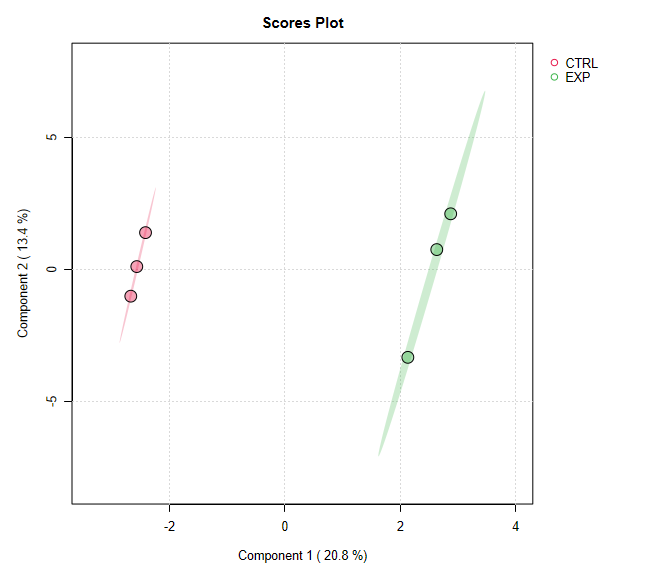 Scores Plot
CTRL
EXP
5
0
-5
Component 2 ( 13.4 %)
-2
0
2
4
Component 1 ( 20.8 %)